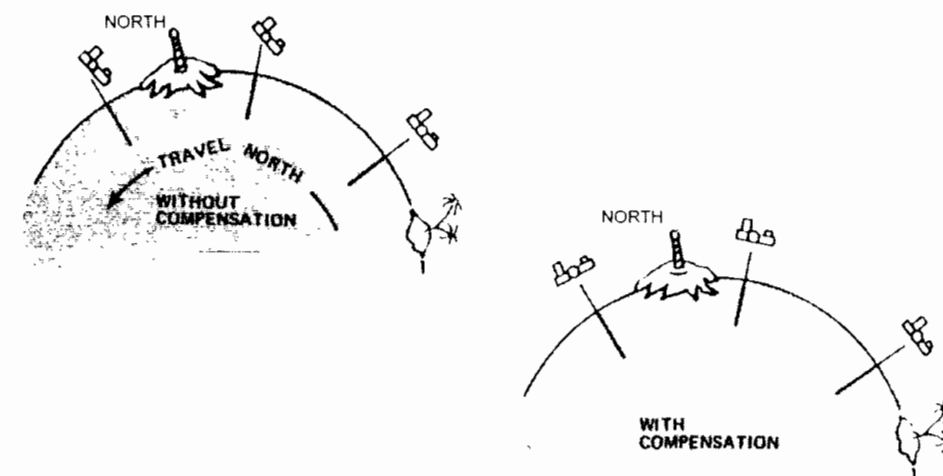 NORTH
TRAVEL NORTH
WITHOUT
COMPENSATION
NORTH
WITH
COMPENSATION